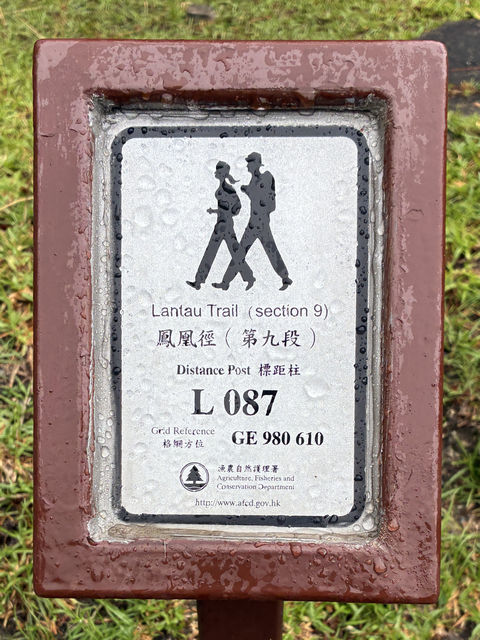 Lantau Trail (section 9)
鳳凰徑（第九段）
Distance Post 標距柱
L 087
Grid Reference
格網方位
GE 980 610
漁農自然護理署
Agriculture, Fisheries and
Conservation Department
http://www.afcd.gov.hk